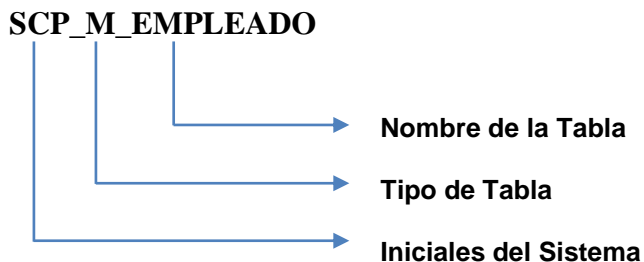 SCP_M_EMPLEADO
Nombre de la Tabla
Tipo de Tabla
Iniciales del Sistema